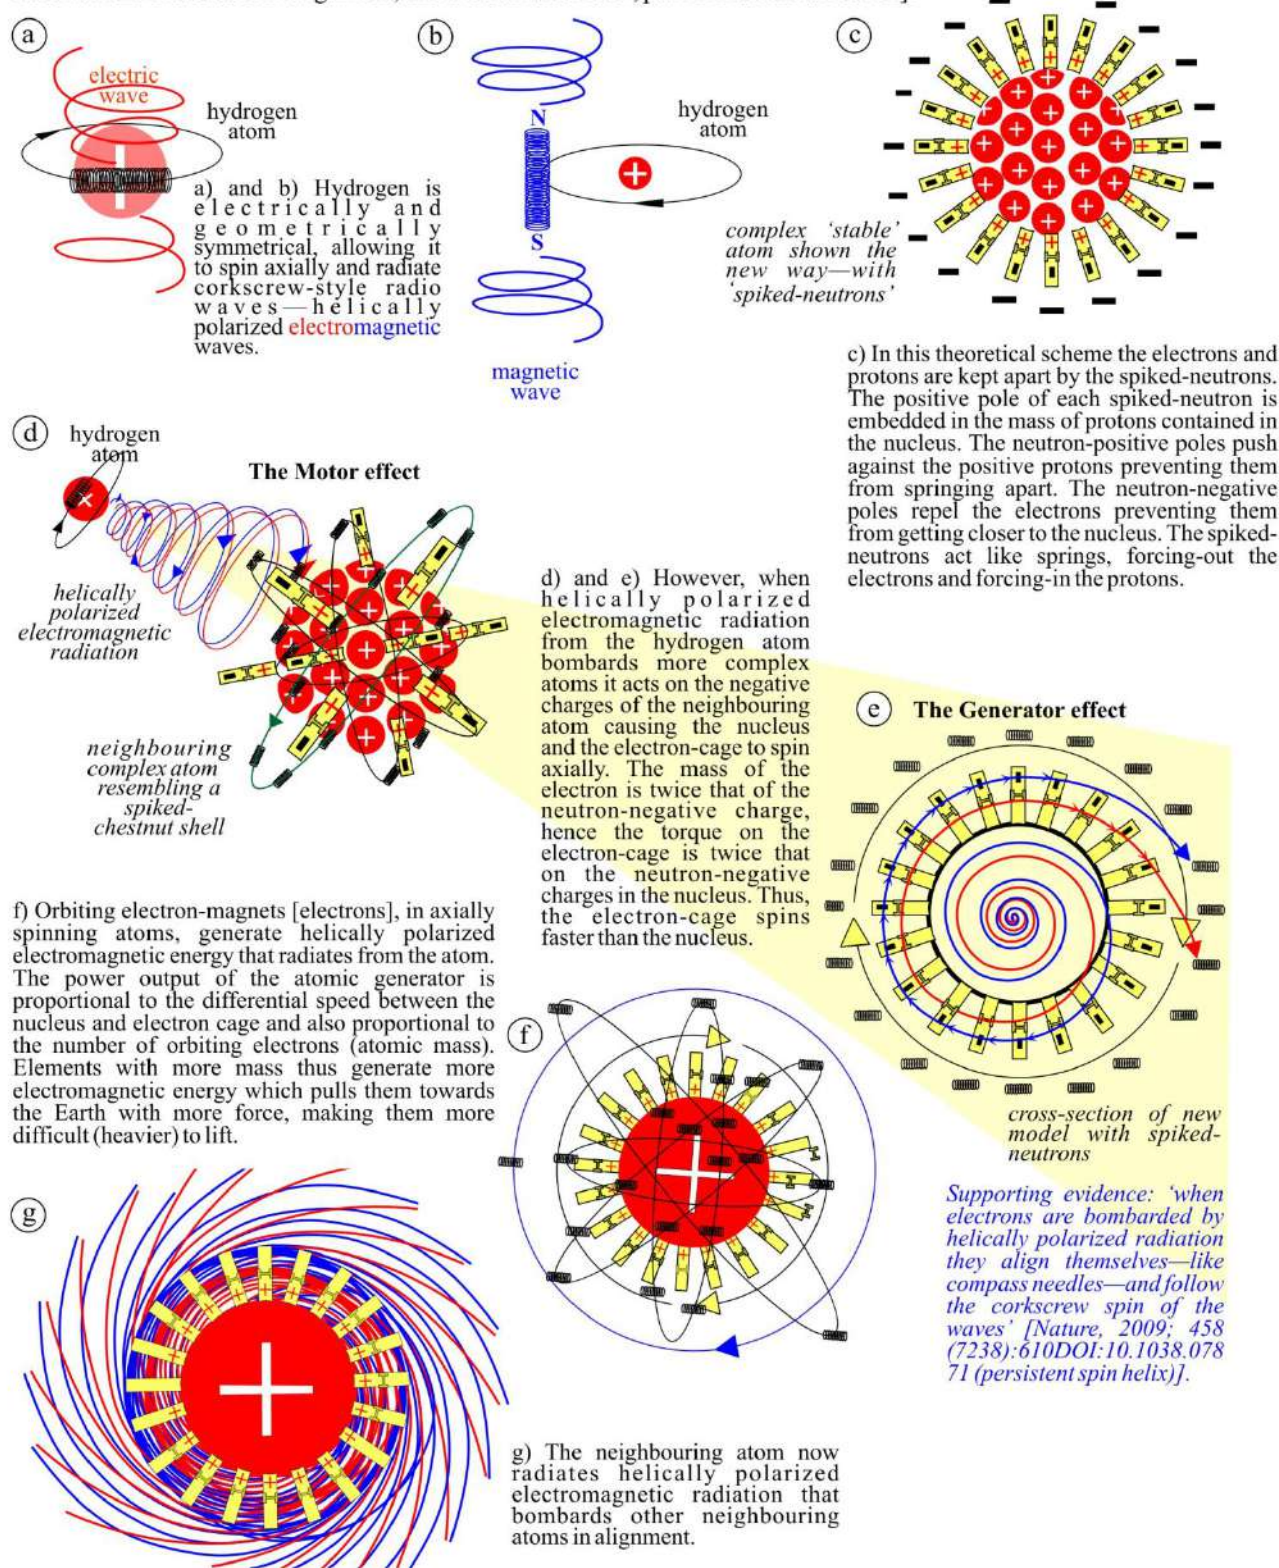 a
electric
wave
hydrogen
atom
a) and b) Hydrogen is
electrically and
geometrically
symmetrical, allowing it
to spin axially and radiate
corkscrew-style radio
waves—helically
polarized electromagnetic
waves.
b
N
S
hydrogen
atom
magnetic
wave
c
complex 'stable'
atom shown the
new way—with
'spiked-neutrons'
c) In this theoretical scheme the electrons and
protons are kept apart by the spiked-neutrons.
The positive pole of each spiked-neutron is
embedded in the mass of protons contained in
the nucleus. The neutron-positive poles push
against the positive protons preventing them
from springing apart. The neutron-negative
poles repel the electrons preventing them
from getting closer to the nucleus. The spiked-
neutrons act like springs, forcing-out the
electrons and forcing-in the protons.
d
hydrogen
atom
The Motor effect
helically
polarized
electromagnetic
radiation
neighbouring
complex atom
resembling a
spiked-
chestnut shell
d) and e) However, when
helically polarized
electromagnetic radiation
from the hydrogen atom
bombards more complex
atoms it acts on the negative
charges of the neighbouring
atom causing the nucleus
and the electron-cage to spin
axially. The mass of the
electron is twice that of the
neutron-negative charge,
hence the torque on the
electron-cage is twice that
on the neutron-negative
charges in the nucleus. Thus,
the electron-cage spins
faster than the nucleus.
e
The Generator effect
cross-section of new
model with spiked-
neutrons
Supporting evidence: 'when
electrons are bombarded by
helically polarized radiation
they align themselves—like
compass needles—and follow
the corkscrew spin of the
waves' [Nature, 2009; 458
(7238):610DOI:10.1038.078
71 (persistent spin helix)].
f) Orbiting electron-magnets [electrons], in axially
spinning atoms, generate helically polarized
electromagnetic energy that radiates from the atom.
The power output of the atomic generator is
proportional to the differential speed between the
nucleus and electron cage and also proportional to
the number of orbiting electrons (atomic mass).
Elements with more mass thus generate more
electromagnetic energy which pulls them towards
the Earth with more force, making them more
difficult (heavier) to lift.
f
g
g) The neighbouring atom now
radiates helically polarized
electromagnetic radiation that
bombards other neighbouring
atoms in alignment.